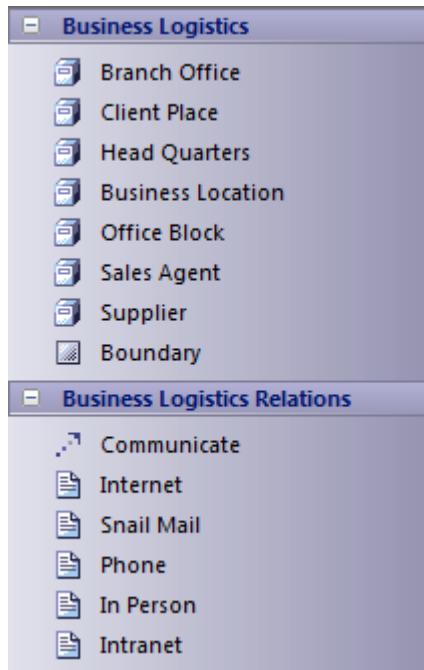 Business Logistics
Branch Office
Client Place
Head Quarters
Business Location
Office Block
Sales Agent
Supplier
Boundary
Business Logistics Relations
Communicate
Internet
Snail Mail
Phone
In Person
Intranet